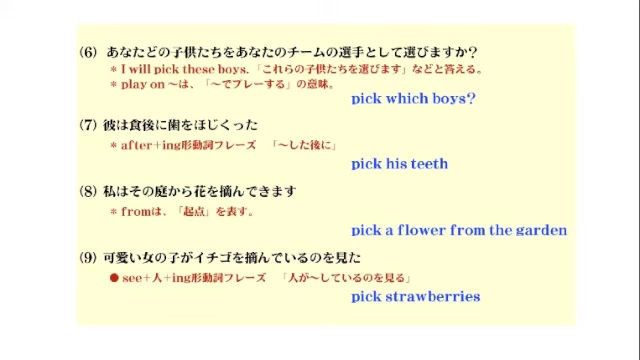 (6) あなたどの子供たちをあなたのチームの選手として選びますか?
* I will pick these boys.「これらの子供たちを選びます」などと答える。
* play on 〜は、「〜でプレーする」の意味。
pick which boys?
(7) 彼は食後に歯をほじくった
* after+ing形動詞フレーズ 「〜した後に」
pick his teeth
(8) 私はその庭から花を摘んできます
* fromは、「起点」を表す。
pick a flower from the garden
(9) 可愛い女の子がイチゴを摘んでいるのを見た
● see+人+ing形動詞フレーズ 「人が〜しているのを見る」
pick strawberries